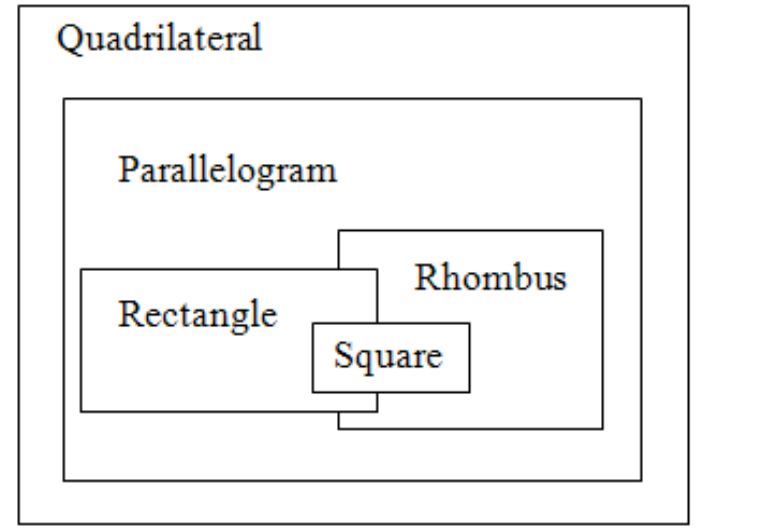 Quadrilateral
Parallelogram
Rhombus
Rectangle
Square